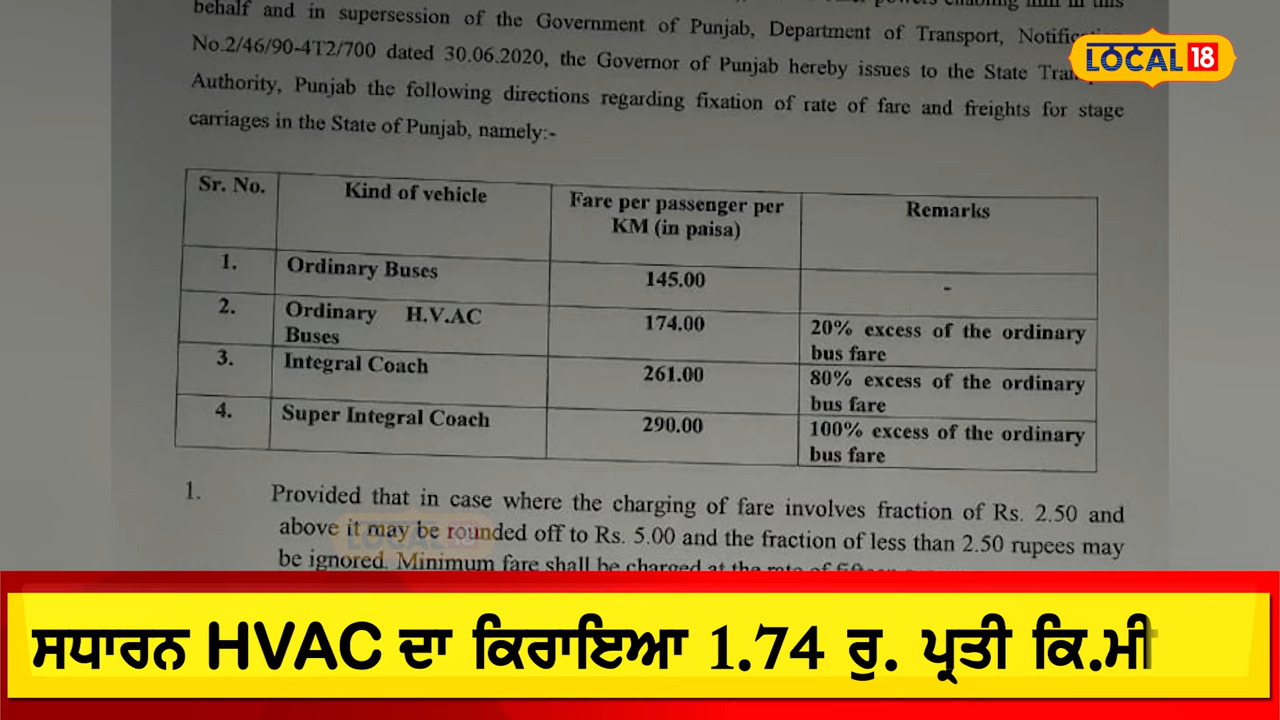 behalf and in supersession of the Government of Punjab, Department of Transport,
LOCAL 18
No.2/46/90-4T2/700 dated 30.06.2020, the Governor of Punjab hereby issues to the State
Authority, Punjab the following directions regarding fixation of rate of fare and freights for stage
carriages in the State of Punjab, namely:-
Sr. No. Kind of vehicle Fare per passenger per KM (in paisa) Remarks
1. Ordinary Buses 145.00 -
2. Ordinary H.V.AC Buses 174.00 20% excess of the ordinary bus fare
3. Integral Coach 261.00 80% excess of the ordinary bus fare
4. Super Integral Coach 290.00 100% excess of the ordinary bus fare
1. Provided that in case where the charging of fare involves fraction of Rs. 2.50 and
above it may be rounded off to Rs. 5.00 and the fraction of less than 2.50 rupees may
be ignored. Minimum fare shall be charged at the rate of
ਸਧਾਰਨ HVAC ਦਾ ਕਿਰਾਇਆ 1.74 ਰੁ. ਪ੍ਰਤੀ ਕਿ.ਮੀ